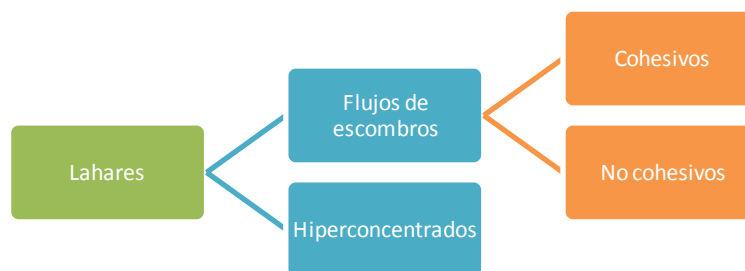 Lahares
Flujos de
escombros
Hiperconcentrados
Cohesivos
No cohesivos